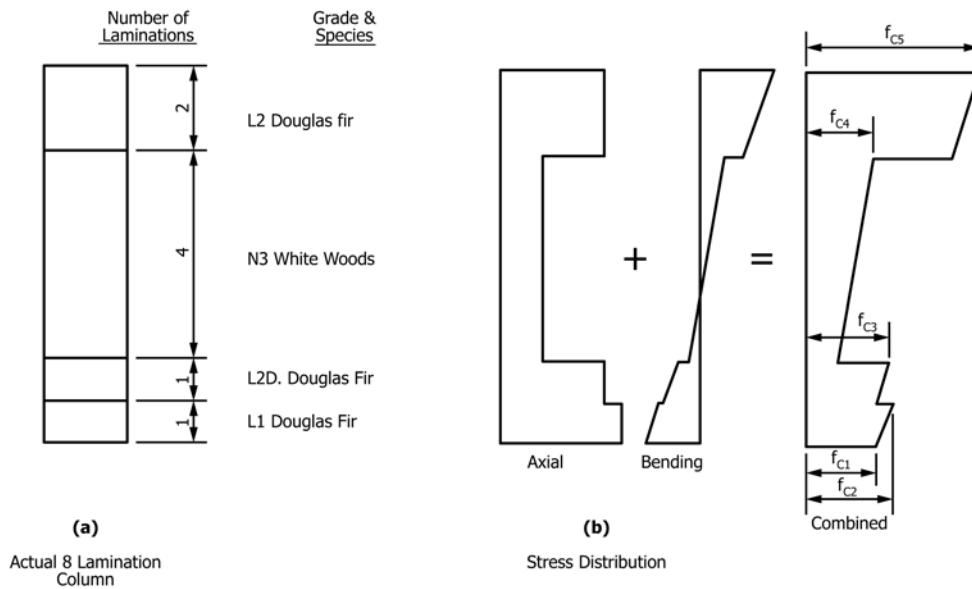 Number of
Laminations
Grade &
Species
2
L2 Douglas fir
4
N3 White Woods
1
L2D. Douglas Fir
1
L1 Douglas Fir
(a)
Actual 8 Lamination
Column
+
=
fC5
fC4
fC3
fC1
fC2
Axial
Bending
Combined
(b)
Stress Distribution